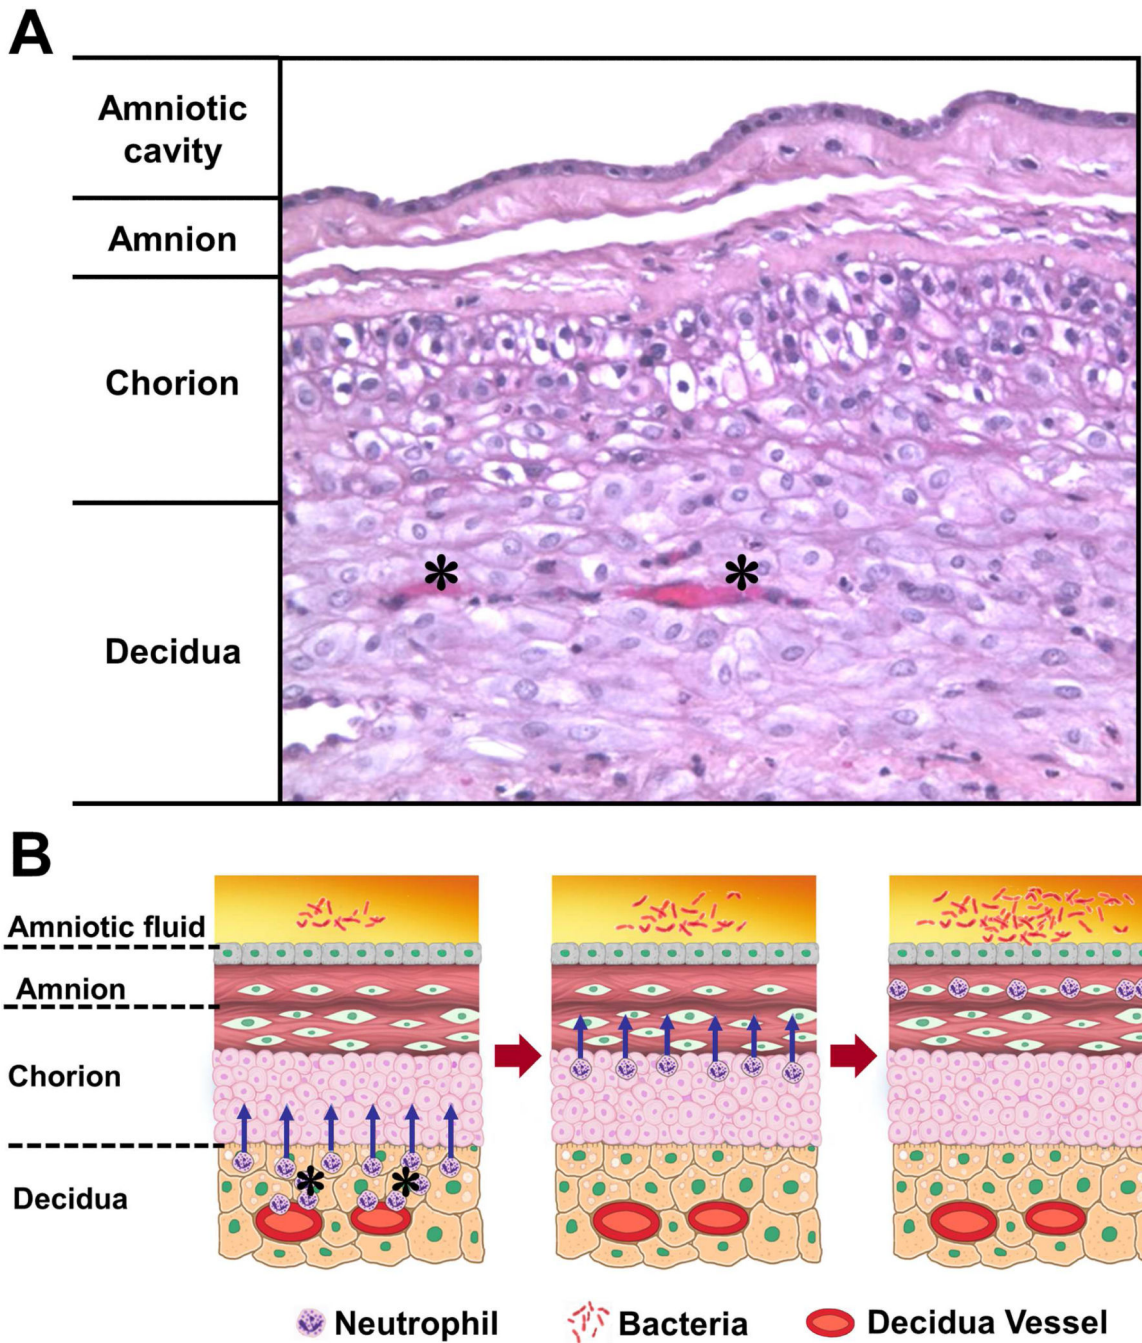 A
Amniotic
cavity
Amnion
Chorion
Decidua
*
*
B
Amniotic fluid
Amnion
Chorion
Decidua
*
*
Neutrophil
Bacteria
Decidua Vessel